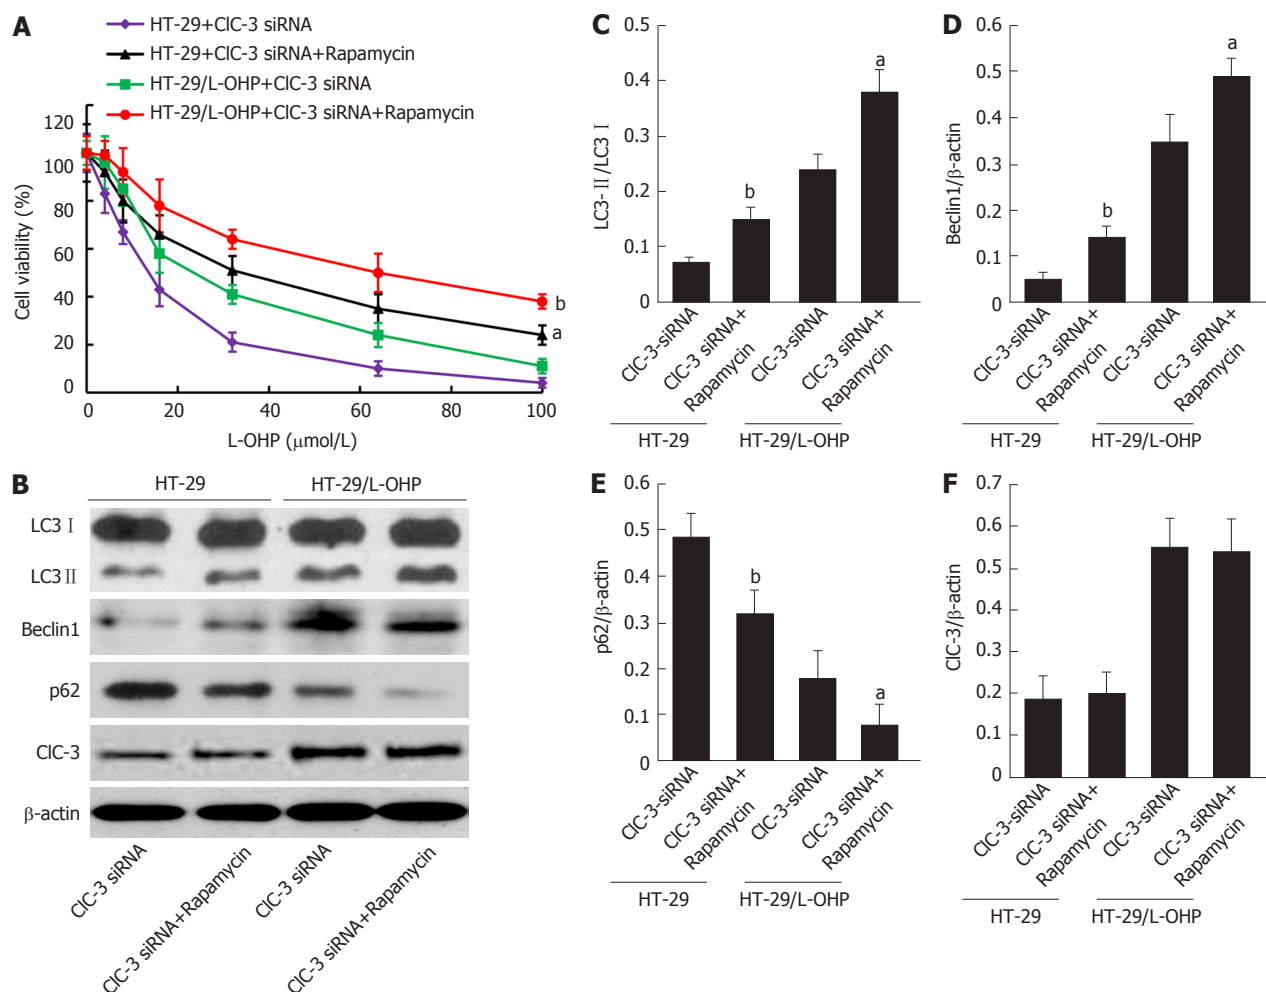 A
HT-29+ClC-3 siRNA
HT-29+ClC-3 siRNA+Rapamycin
HT-29/L-OHP+ClC-3 siRNA
HT-29/L-OHP+ClC-3 siRNA+Rapamycin
120
100
80
60
40
20
0
Cell viability (%)
b
a
0
20
40
60
80
100
L-OHP (μmol/L)
B
HT-29
HT-29/L-OHP
LC3 Ⅰ
LC3 Ⅱ
Beclin1
p62
ClC-3
β-actin
ClC-3 siRNA
ClC-3 siRNA+Rapamycin
ClC-3 siRNA
ClC-3 siRNA+Rapamycin
C
0.5
0.4
0.3
0.2
0.1
0
LC3-Ⅱ/LC3 Ⅰ
b
a
ClC-3-siRNA
ClC-3 siRNA+
Rapamycin
ClC-3-siRNA
ClC-3 siRNA+
Rapamycin
HT-29
HT-29/L-OHP
D
0.6
0.5
0.4
0.3
0.2
0.1
0
Beclin1/β-actin
b
a
ClC-3-siRNA
ClC-3 siRNA+
Rapamycin
ClC-3-siRNA
ClC-3 siRNA+
Rapamycin
HT-29
HT-29/L-OHP
E
0.6
0.5
0.4
0.3
0.2
0.1
0
p62/β-actin
b
a
ClC-3-siRNA
ClC-3 siRNA+
Rapamycin
ClC-3-siRNA
ClC-3 siRNA+
Rapamycin
HT-29
HT-29/L-OHP
F
0.7
0.6
0.5
0.4
0.3
0.2
0.1
0
ClC-3/β-actin
ClC-3-siRNA
ClC-3 siRNA+
Rapamycin
ClC-3-siRNA
ClC-3 siRNA+
Rapamycin
HT-29
HT-29/L-OHP